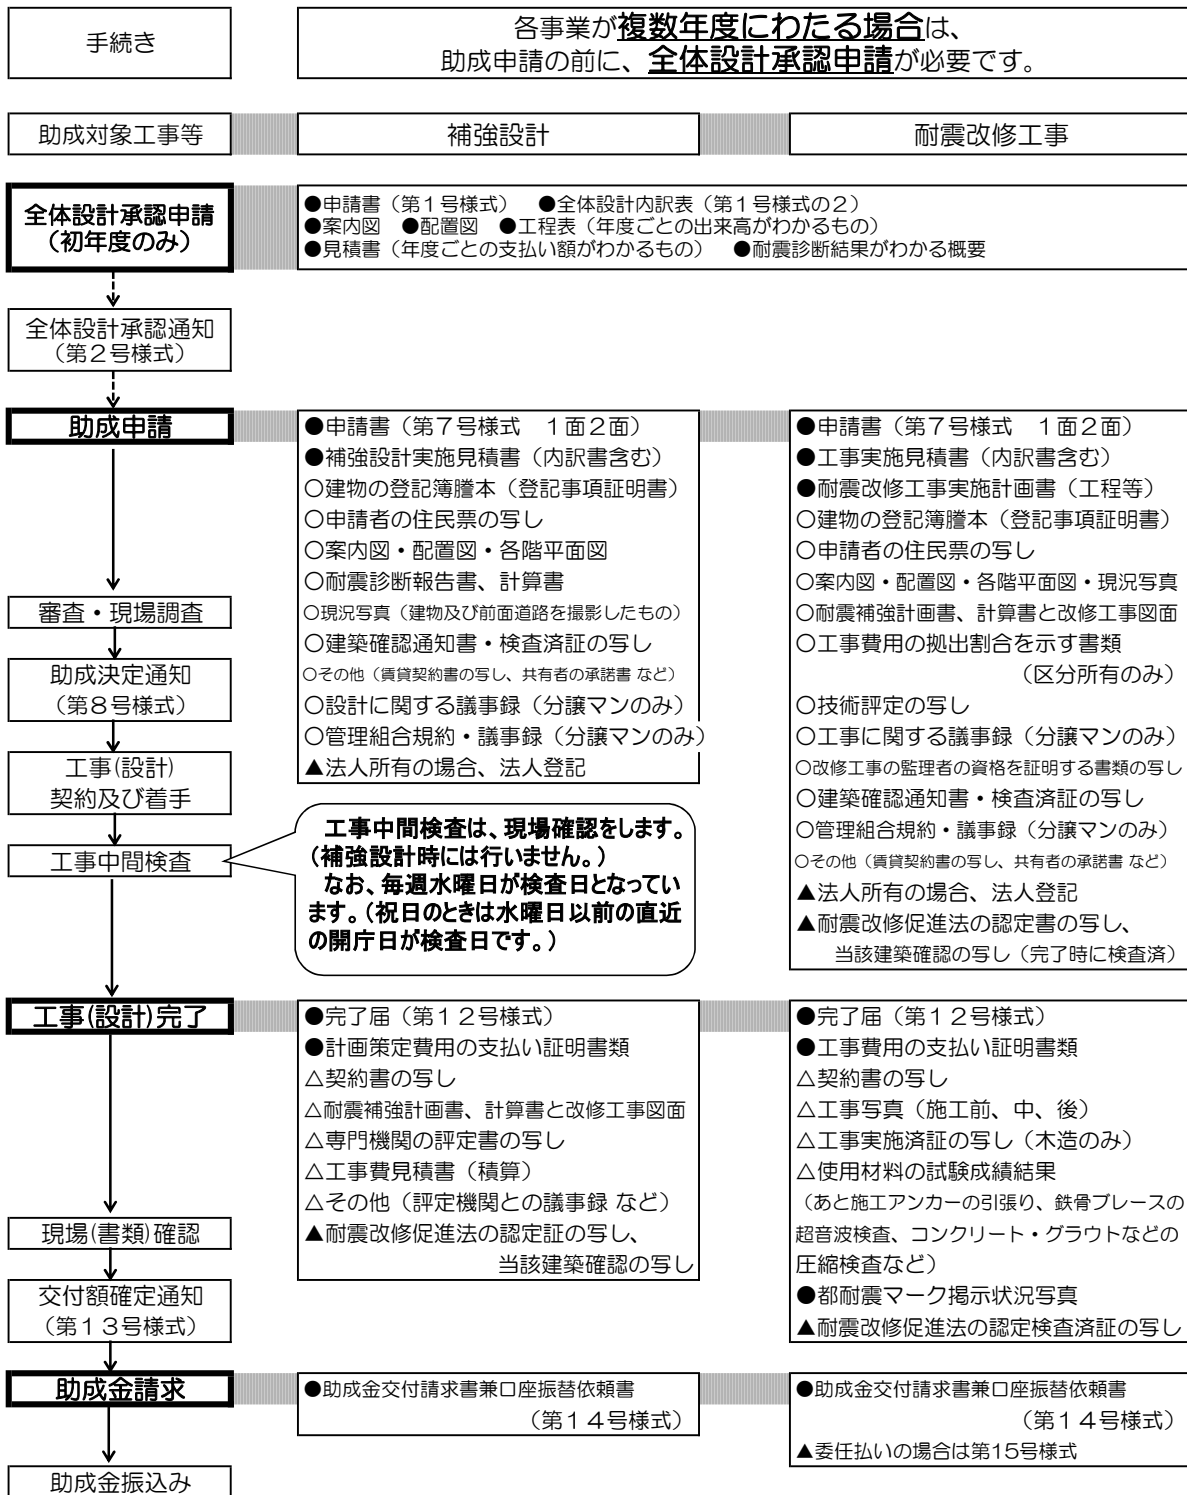 手続き
各事業が複数年度にわたる場合は、
助成申請の前に、全体設計承認申請が必要です。
助成対象工事等
補強設計
耐震改修工事
全体設計承認申請
（初年度のみ）
●申請書（第１号様式）　●全体設計内訳表（第１号様式の２）
●案内図　●配置図　●工程表（年度ごとの出来高がわかるもの）
●見積書（年度ごとの支払い額がわかるもの）　●耐震診断結果がわかる概要
全体設計承認通知
（第２号様式）
助成申請
●申請書（第７号様式　１面２面）
●補強設計実施見積書（内訳書含む）
○建物の登記簿謄本（登記事項証明書）
○申請者の住民票の写し
○案内図・配置図・各階平面図
○耐震診断報告書、計算書
○現況写真（建物及び前面道路を撮影したもの）
○建築確認通知書・検査済証の写し
○その他（賃貸契約書の写し、共有者の承諾書 など）
○設計に関する議事録（分譲マンのみ）
○管理組合規約・議事録（分譲マンのみ）
▲法人所有の場合、法人登記
●申請書（第７号様式　１面２面）
●工事実施見積書（内訳書含む）
●耐震改修工事実施計画書（工程等）
○建物の登記簿謄本（登記事項証明書）
○申請者の住民票の写し
○案内図・配置図・各階平面図・現況写真
○耐震補強計画書、計算書と改修工事図面
○工事費用の拠出割合を示す書類
（区分所有のみ）
○技術評定の写し
○工事に関する議事録（分譲マンのみ）
○改修工事の監理者の資格を証明する書類の写し
○建築確認通知書・検査済証の写し
○管理組合規約・議事録（分譲マンのみ）
○その他（賃貸契約書の写し、共有者の承諾書 など）
▲法人所有の場合、法人登記
▲耐震改修促進法の認定書の写し、
当該建築確認の写し（完了時に検査済）
審査・現場調査
助成決定通知
（第８号様式）
工事(設計)
契約及び着手
工事中間検査
工事中間検査は、現場確認をします。
（補強設計時には行いません。）
なお、毎週水曜日が検査日となってい
ます。（祝日のときは水曜日以前の直近
の開庁日が検査日です。）
工事(設計)完了
●完了届（第１２号様式）
●計画策定費用の支払い証明書類
△契約書の写し
△耐震補強計画書、計算書と改修工事図面
△専門機関の評定書の写し
△工事費見積書（積算）
△その他（評定機関との議事録 など）
▲耐震改修促進法の認定証の写し、
当該建築確認の写し
●完了届（第１２号様式）
●工事費用の支払い証明書類
△契約書の写し
△工事写真（施工前、中、後）
△工事実施済証の写し（木造のみ）
△使用材料の試験成績結果
（あと施工アンカーの引張り、鉄骨ブレースの
超音波検査、コンクリート・グラウトなどの
圧縮検査など）
●都耐震マーク掲示状況写真
▲耐震改修促進法の認定検査済証の写し
現場(書類)確認
交付額確定通知
（第１３号様式）
助成金請求
●助成金交付請求書兼口座振替依頼書
（第１４号様式）
●助成金交付請求書兼口座振替依頼書
（第１４号様式）
▲委任払いの場合は第15号様式
助成金振込み